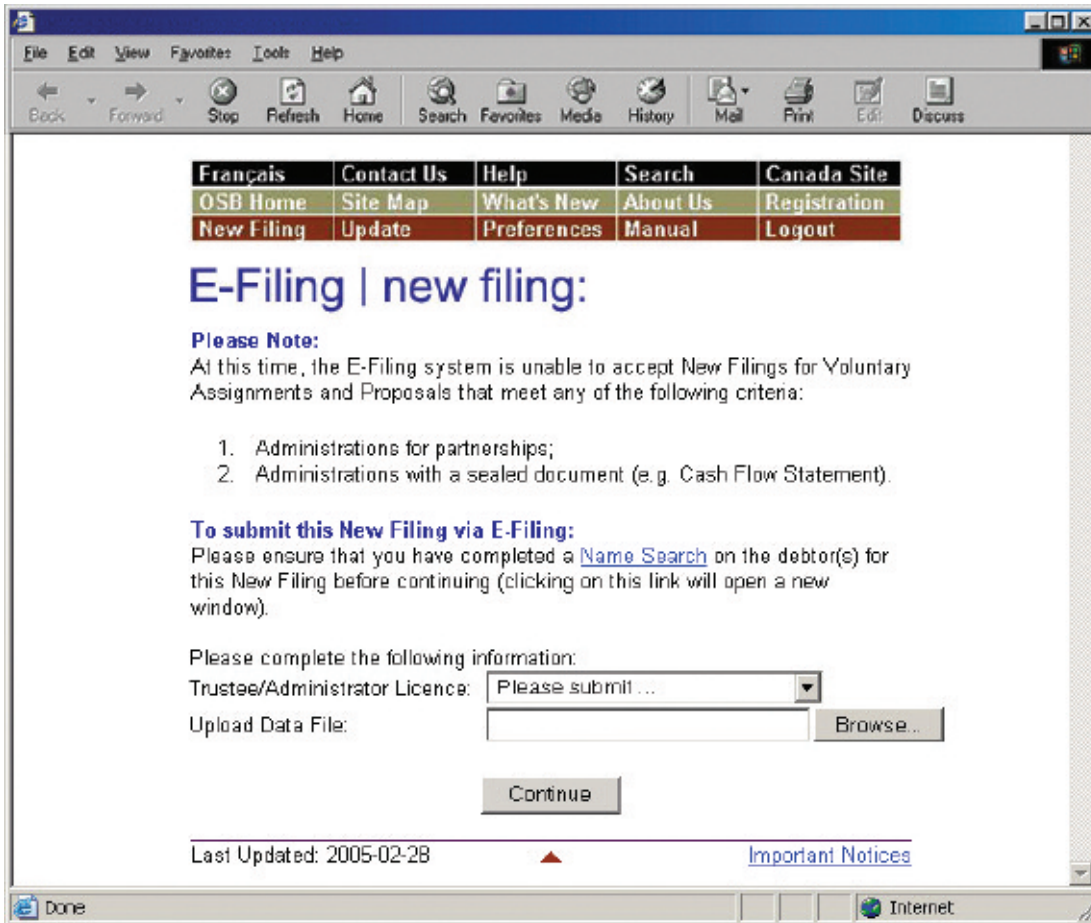 File Edit View Favorites Tools Help
Back Forward Stop Refresh Home Search Favorites Media History Mail Print Edit Discuss
Français Contact Us Help Search Canada Site
OSB Home Site Map What's New About Us Registration
New Filing Update Preferences Manual Logout
E-Filing | new filing:
Please Note:
At this time, the E-Filing system is unable to accept New Filings for Voluntary
Assignments and Proposals that meet any of the following criteria:
1. Administrations for partnerships;
2. Administrations with a sealed document (e.g. Cash Flow Statement).
To submit this New Filing via E-Filing:
Please ensure that you have completed a Name Search on the debtor(s) for
this New Filing before continuing (clicking on this link will open a new
window).
Please complete the following information:
Trustee/Administrator Licence: Please submit ...
Upload Data File: Browse...
Continue
Last Updated: 2005-02-28 Important Notices
Done Internet